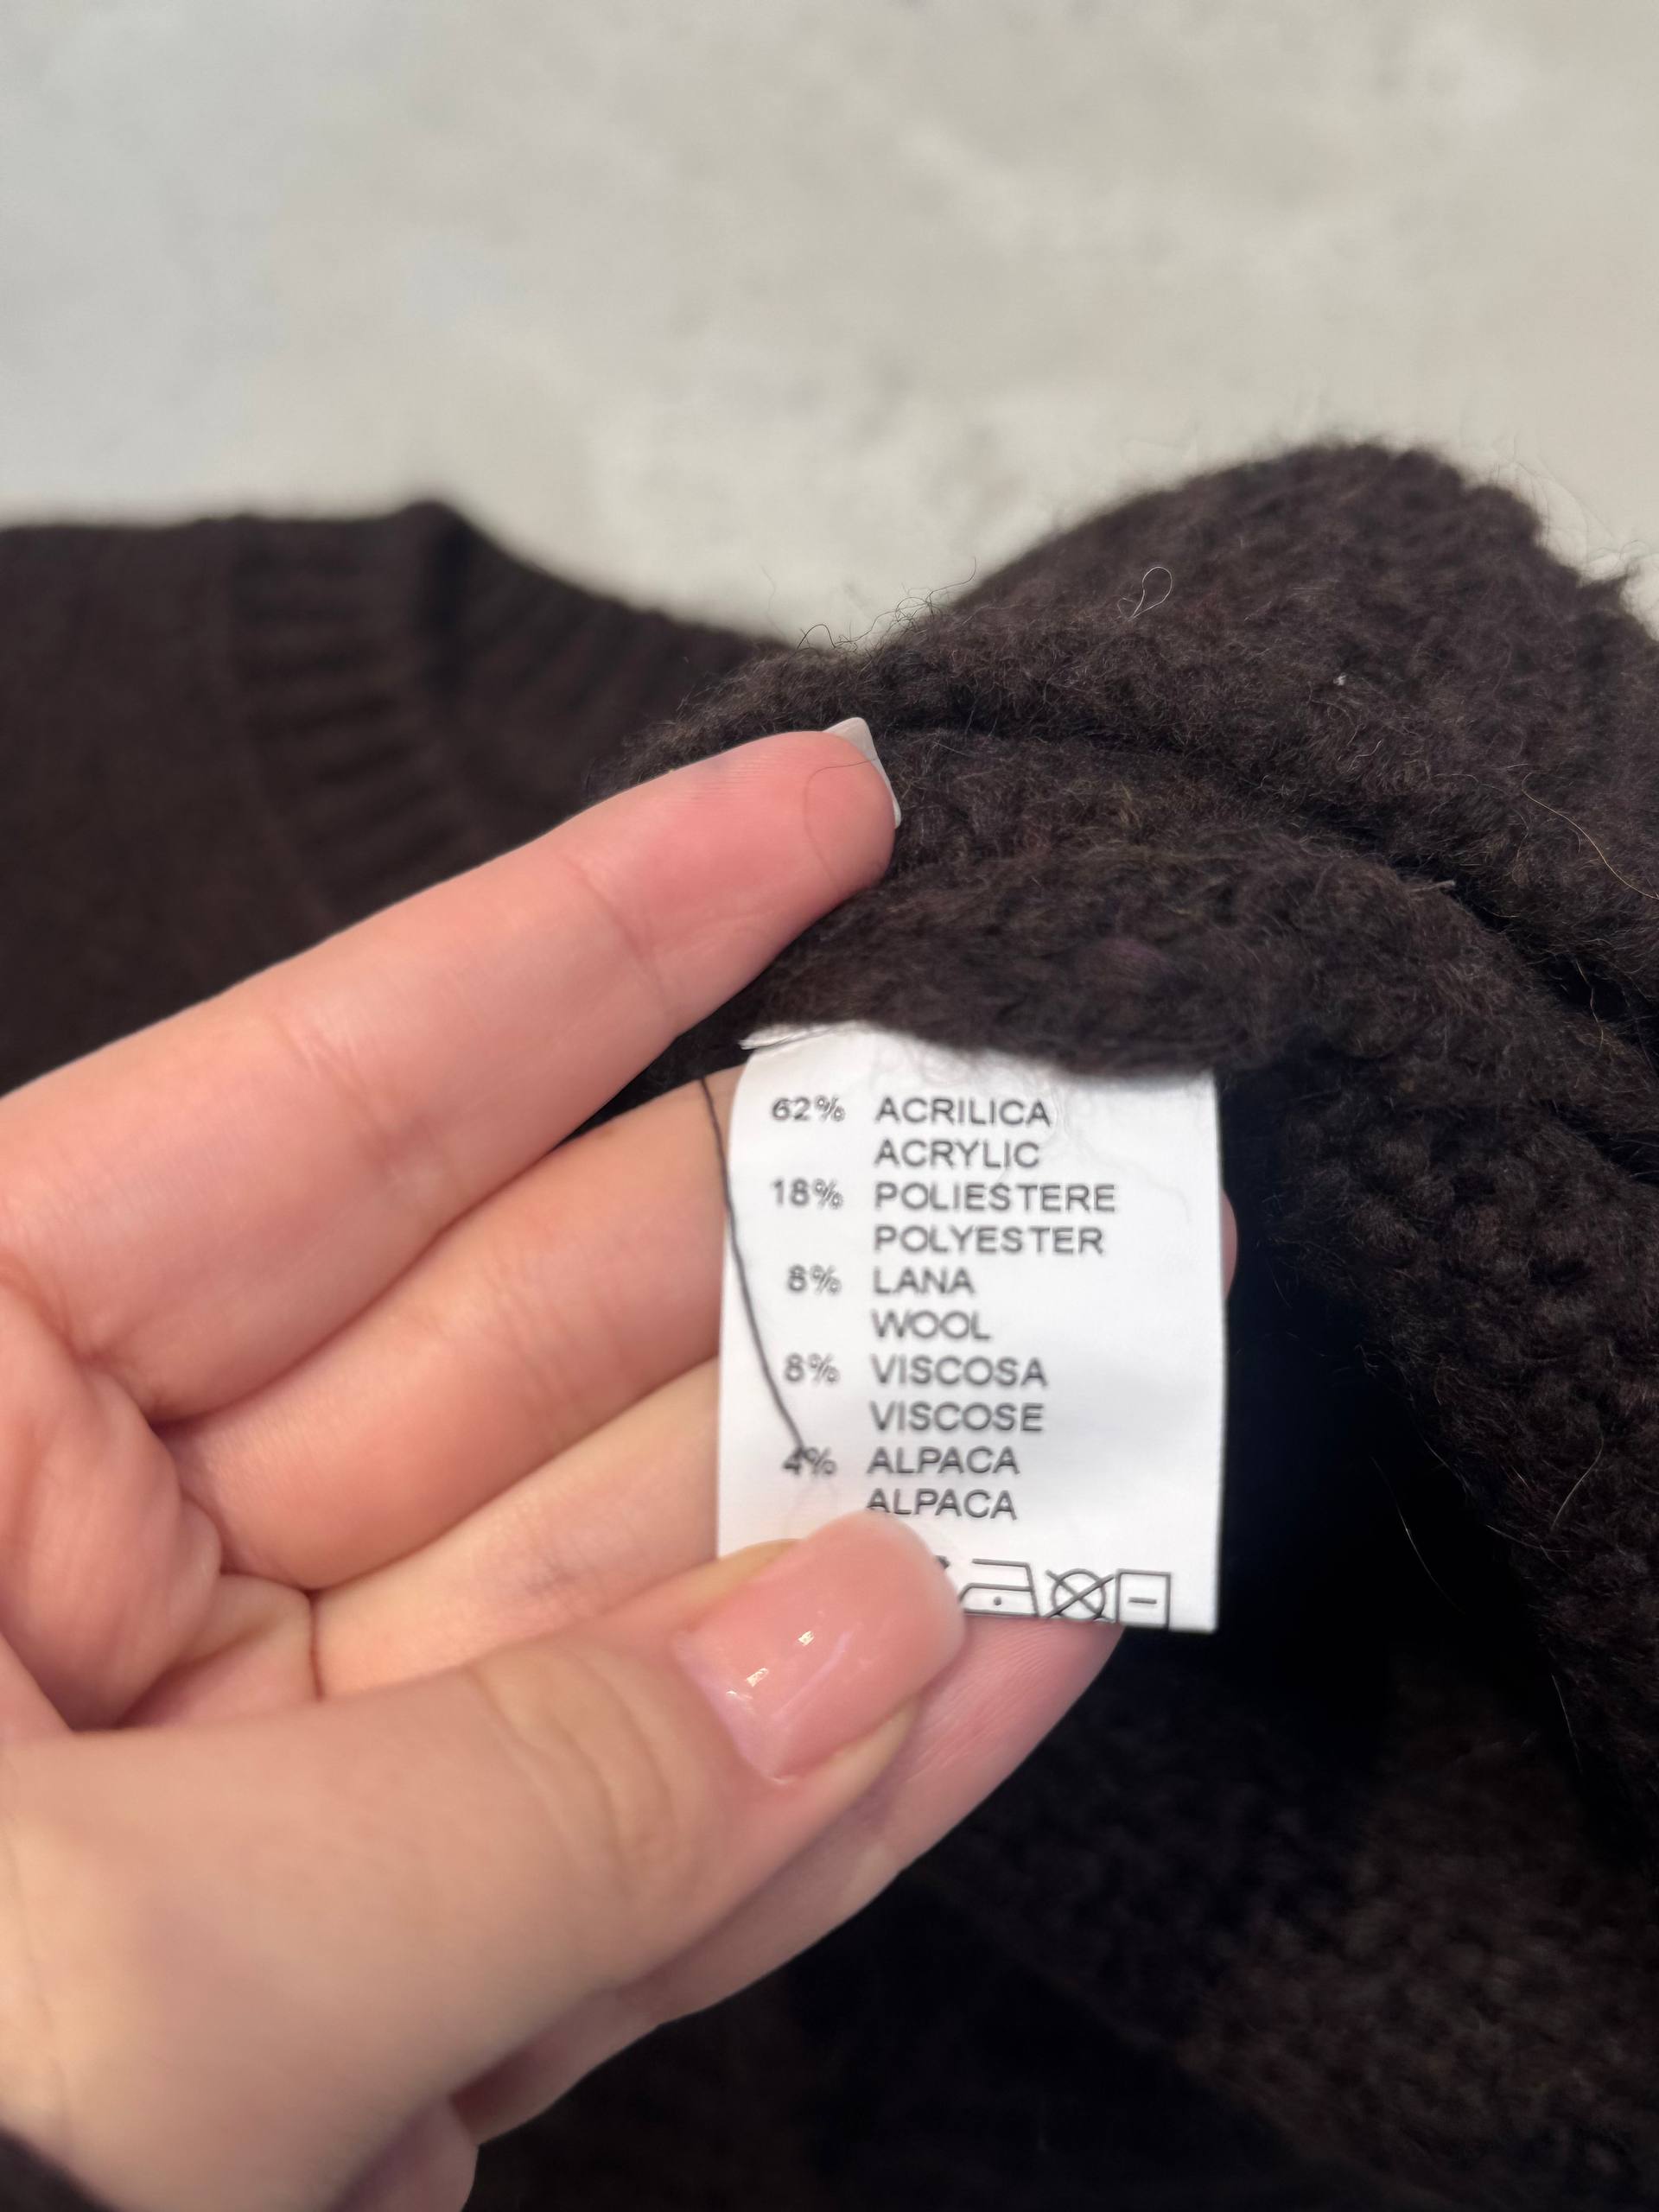 62% ACRILICA
ACRYLIC
18% POLIESTERE
POLYESTER
8% LANA
WOOL
8% VISCOSA
VISCOSE
4% ALPACA
ALPACA